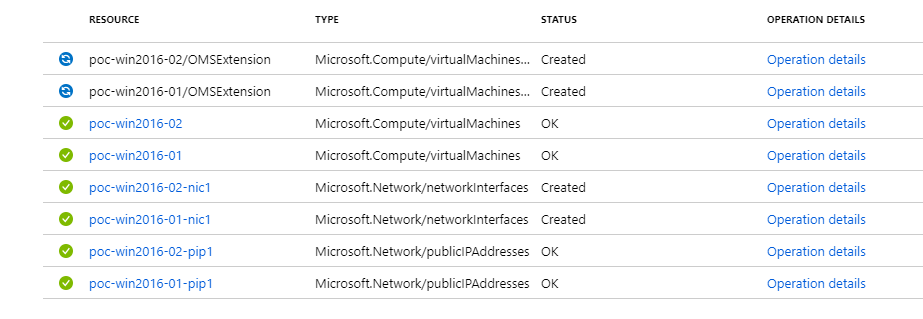 RESOURCE TYPE STATUS OPERATION DETAILS
poc-win2016-02/OMSExtension Microsoft.Compute/virtualMachines... Created Operation details
poc-win2016-01/OMSExtension Microsoft.Compute/virtualMachines... Created Operation details
poc-win2016-02 Microsoft.Compute/virtualMachines OK Operation details
poc-win2016-01 Microsoft.Compute/virtualMachines OK Operation details
poc-win2016-02-nic1 Microsoft.Network/networkInterfaces Created Operation details
poc-win2016-01-nic1 Microsoft.Network/networkInterfaces Created Operation details
poc-win2016-02-pip1 Microsoft.Network/publicIPAddresses OK Operation details
poc-win2016-01-pip1 Microsoft.Network/publicIPAddresses OK Operation details